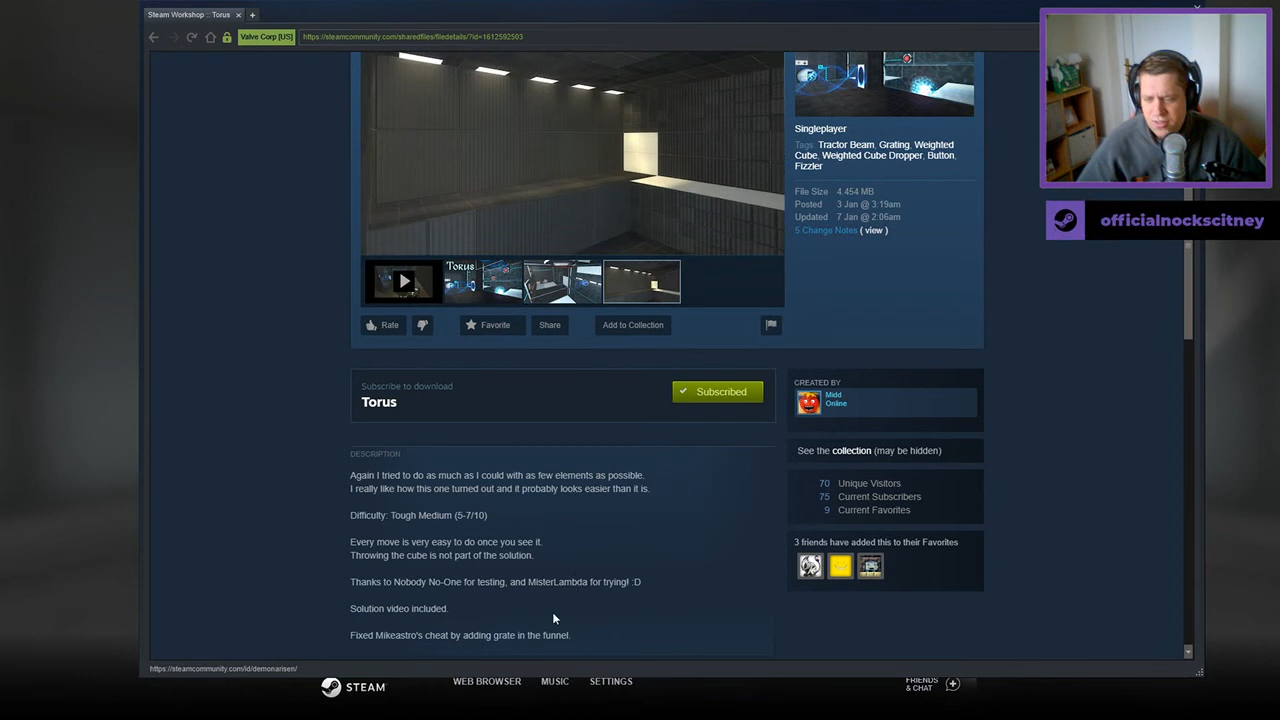 Steam Workshop :: Torus
Valve Corp [US]
https://steamcommunity.com/sharedfiles/filedetails/?id=1612592503
Singleplayer
Tags: Tractor Beam, Grating, Weighted
Cube, Weighted Cube Dropper, Button,
Fizzler
File Size 4.454 MB
Posted 3 Jan @ 3:19am
Updated 7 Jan @ 2:06am
5 Change Notes ( view )
TORUS
Rate
Favorite
Share
Add to Collection
Subscribe to download
Torus
Subscribed
CREATED BY
Midd
Online
See the collection (may be hidden)
70 Unique Visitors
75 Current Subscribers
9 Current Favorites
3 friends have added this to their Favorites
DESCRIPTION
Again I tried to do as much as I could with as few elements as possible.
I really like how this one turned out and it probably looks easier than it is.
Difficulty: Tough Medium (5-7/10)
Every move is very easy to do once you see it.
Throwing the cube is not part of the solution.
Thanks to Nobody No-One for testing, and MisterLambda for trying! :D
Solution video included.
Fixed Mikeastro's cheat by adding grate in the funnel.
https://steamcommunity.com/id/demonarisen/
STEAM
WEB BROWSER
MUSIC
SETTINGS
FRIENDS
& CHAT
officialnockscitney